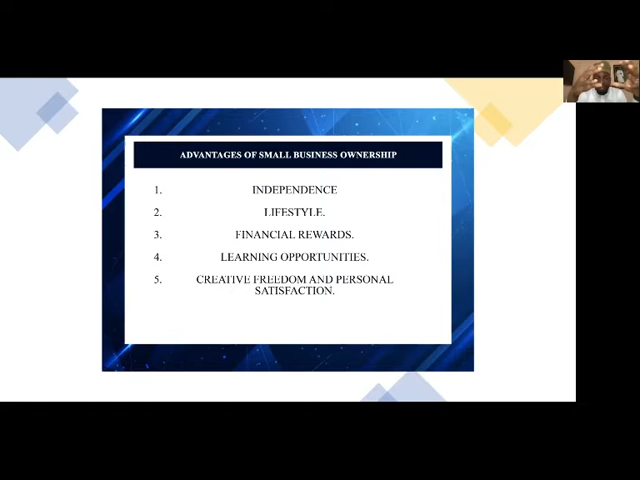 ADVANTAGES OF SMALL BUSINESS OWNERSHIP
1. INDEPENDENCE
2. LIFESTYLE.
3. FINANCIAL REWARDS.
4. LEARNING OPPORTUNITIES.
5. CREATIVE FREEDOM AND PERSONAL
SATISFACTION.